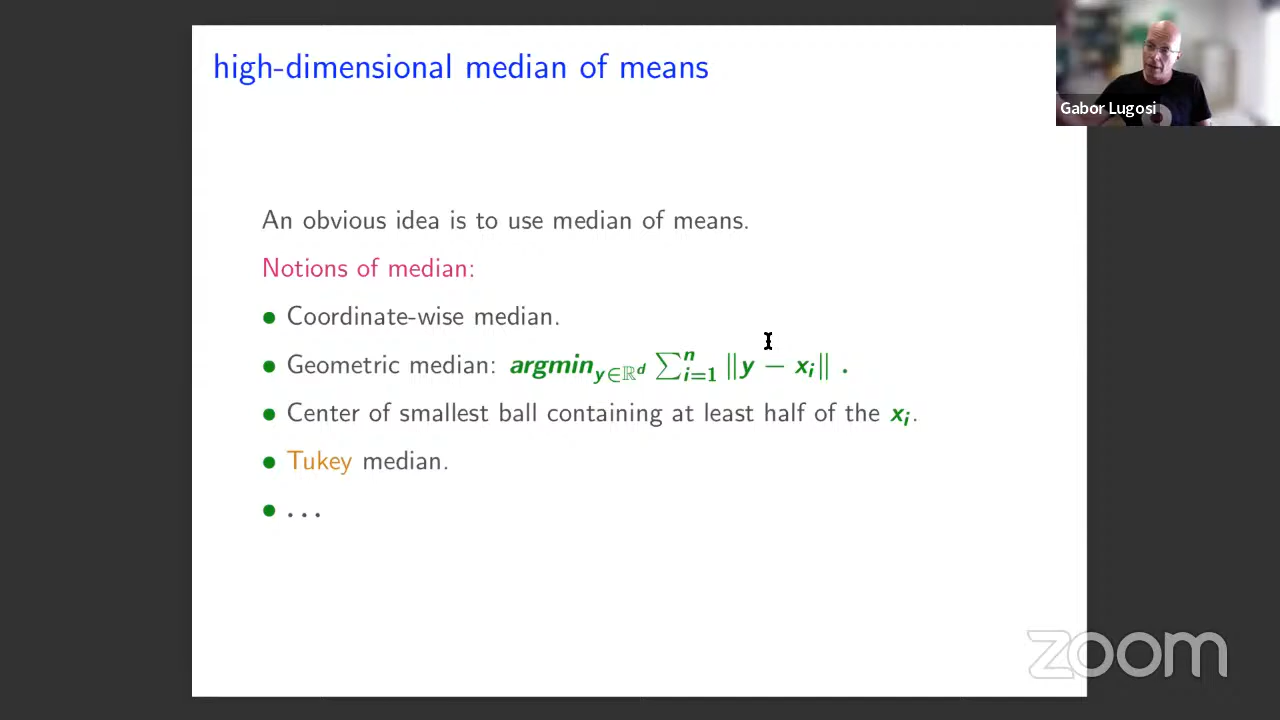 high-dimensional median of means
Gabor Lugosi
An obvious idea is to use median of means.
Notions of median:
• Coordinate-wise median.
• Geometric median: argmin_{y∈ℝ^d} ∑_{i=1}^n ‖y − x_i‖ .
• Center of smallest ball containing at least half of the x_i.
• Tukey median.
• . . .
zoom